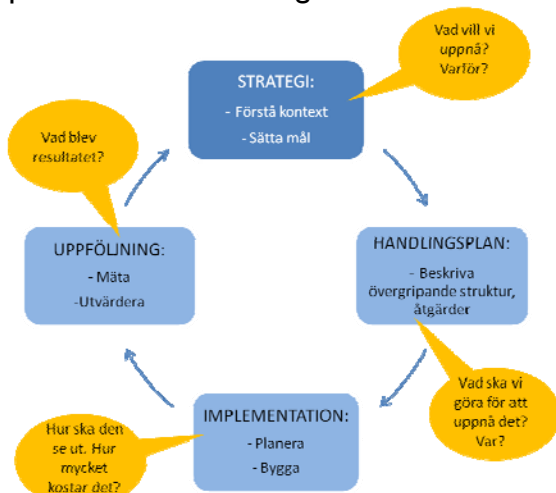 Vad vill vi
uppnå?
Varför?
STRATEGI:
- Förstå kontext
- Sätta mål
Vad blev
resultatet?
UPPFÖLJNING:
- Mäta
-Utvärdera
HANDLINGSPLAN:
- Beskriva
övergripande struktur,
åtgärder
Vad ska vi
göra för att
uppnå det?
Var?
IMPLEMENTATION:
- Planera
- Bygga
Hur ska den
se ut. Hur
mycket
kostar det?